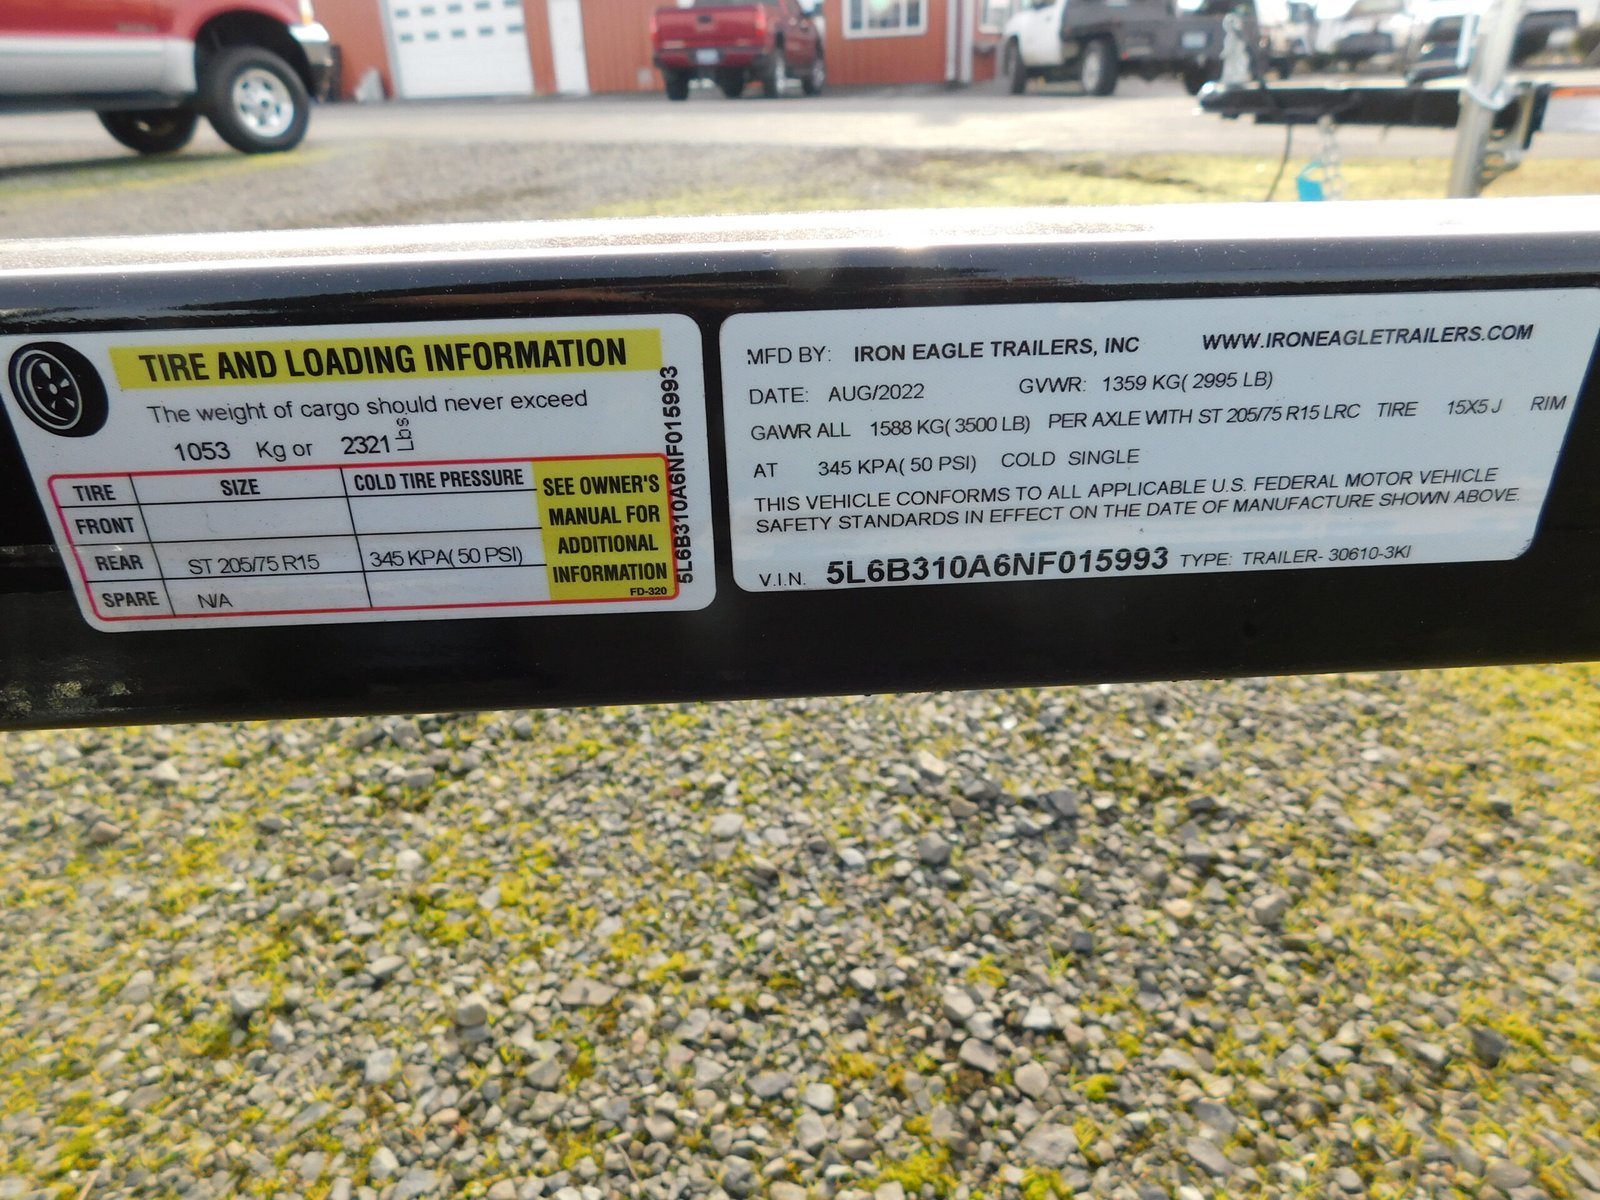 TIRE AND LOADING INFORMATION
The weight of cargo should never exceed
1053 Kg or 2321 Lbs
TIRE SIZE COLD TIRE PRESSURE
FRONT
REAR ST 205/75 R15 345 KPA( 50 PSI)
SPARE N/A
SEE OWNER'S
MANUAL FOR
ADDITIONAL
INFORMATION
FD-320
5L6B310A6NF015993
MFD BY: IRON EAGLE TRAILERS, INC WWW.IRONEAGLETRAILERS.COM
DATE: AUG/2022 GVWR: 1359 KG( 2995 LB)
GAWR ALL 1588 KG( 3500 LB) PER AXLE WITH ST 205/75 R15 LRC TIRE 15X5 J RIM
AT 345 KPA( 50 PSI) COLD SINGLE
THIS VEHICLE CONFORMS TO ALL APPLICABLE U.S. FEDERAL MOTOR VEHICLE
SAFETY STANDARDS IN EFFECT ON THE DATE OF MANUFACTURE SHOWN ABOVE.
V.I.N. 5L6B310A6NF015993 TYPE: TRAILER- 30610-3KI